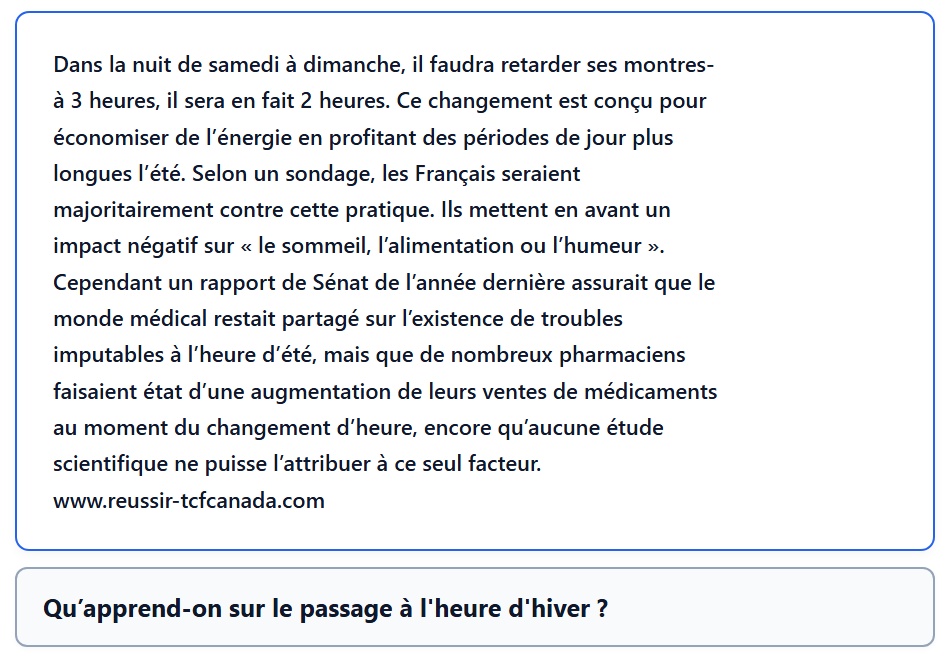 Dans la nuit de samedi à dimanche, il faudra retarder ses montres-
à 3 heures, il sera en fait 2 heures. Ce changement est conçu pour
économiser de l’énergie en profitant des périodes de jour plus
longues l’été. Selon un sondage, les Français seraient
majoritairement contre cette pratique. Ils mettent en avant un
impact négatif sur « le sommeil, l’alimentation ou l’humeur ».
Cependant un rapport de Sénat de l’année dernière assurait que le
monde médical restait partagé sur l’existence de troubles
imputables à l’heure d’été, mais que de nombreux pharmaciens
faisaient état d’une augmentation de leurs ventes de médicaments
au moment du changement d’heure, encore qu’aucune étude
scientifique ne puisse l’attribuer à ce seul facteur.
www.reussir-tcfcanada.com
Qu’apprend-on sur le passage à l'heure d'hiver ?